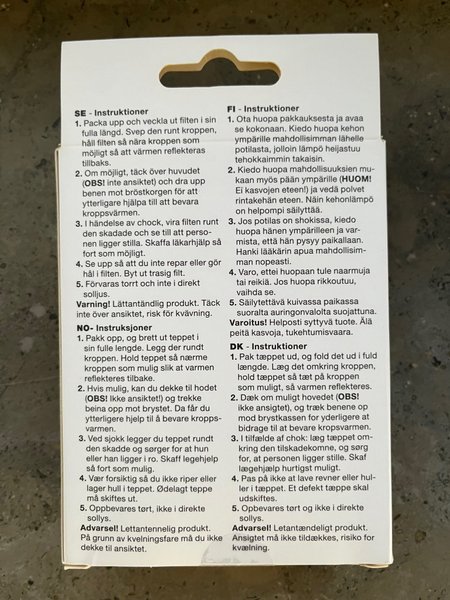 SE - Instruktioner
1. Packa upp och veckla ut filten i sin
fulla längd. Svep den runt kroppen,
håll filten så nära kroppen som
möjligt så att värmen reflekteras
tillbaks.
2. Om möjligt, täck över huvudet
(OBS! inte ansiktet) och dra upp
benen mot bröstkorgen för att
ytterligare hjälp till att bevara
kroppsvärmen.
3. I händelse av chock, vira filten runt
den skadade och se till att perso-
nen ligger stilla. Skaffa läkarhjälp så
fort som möjligt.
4. Se upp så att du inte repar eller gör
hål i filten. Byt ut trasig filt.
5. Förvaras torrt och inte i direkt
solljus.
Varning! Lättantändlig produkt. Täck
inte över ansiktet, risk för kvävning.
NO- Instruksjoner
1. Pakk opp, og brett ut teppet i
sin fulle lengde. Legg der rundt
kroppen. Hold teppet så nærme
kroppen som mulig slik at varmen
reflekteres tilbake.
2. Hvis mulig, kan du dekke til hodet
(OBS! Ikke ansiktet!) og trekke
beina opp mot brystet. Da får du
ytterligere hjelp til å bevare kropps-
varmen.
3. Ved sjokk legger du teppet rundt
den skadde og sørger for at hun
eller han ligger i ro. Skaff legehjelp
så fort som mulig.
4. Vær forsiktig så du ikke riper eller
lager hull i teppet. Ødelagt teppe
må skiftes ut.
5. Oppbevares tørt, ikke i direkte
sollys.
Advarsel! Lettantennelig produkt.
På grunn av kvelningsfare må du ikke
dekke til ansiktet.
FI - Instruktioner
1. Ota huopa pakkauksesta ja avaa
se kokonaan. Kiedo huopa kehon
ympärille mahdollisimman lähelle
potilasta, jolloin lämpö heijastuu
tehokkaimmin takaisin.
2. Kiedo huopa mahdollisuuksien mu-
kaan myös pään ympärille (HUOM!
Ei kasvojen eteen!) ja vedä polvet
rintakehän eteen. Näin kehonlämpö
on helpompi säilyttää.
3. Jos potilas on shokissa, kiedo
huopa hänen ympärilleen ja var-
mista, että hän pysyy paikallaan.
Hanki lääkärin apua mahdollisim-
man nopeasti.
4. Varo, ettei huopaan tule naarmuja
tai reikiä. Jos huopa rikkoutuu,
vaihda se.
5. Säilytettävä kuivassa paikassa
suoralta auringonvalolta suojattuna.
Varoitus! Helposti syttyvä tuote. Älä
peitä kasvoja, tukehtumisvaara.
DK - Instruktioner
1. Pak tæppet ud, og fold det ud i fuld
længde. Læg det omkring kroppen,
hold tæppet så tæt på kroppen
som muligt, så varmen reflekteres.
2. Dæk om muligt hovedet (OBS!
ikke ansigtet), og træk benene op
mod brystkassen for yderligere at
bidrage til at bevare kropsvarmen.
3. I tilfælde af chok: læg tæppet om-
kring den tilskadekomne, og sørg
for, at personen ligger stille. Skaf
lægehjælp hurtigst muligt.
4. Pas på ikke at lave revner eller hul-
ler i tæppet. Et defekt tæppe skal
udskiftes.
5. Opbevares tørt og ikke i direkte
sollys.
Advarsel! Letantændeligt produkt.
Ansigtet må ikke tildækkes, risiko for
kvælning.